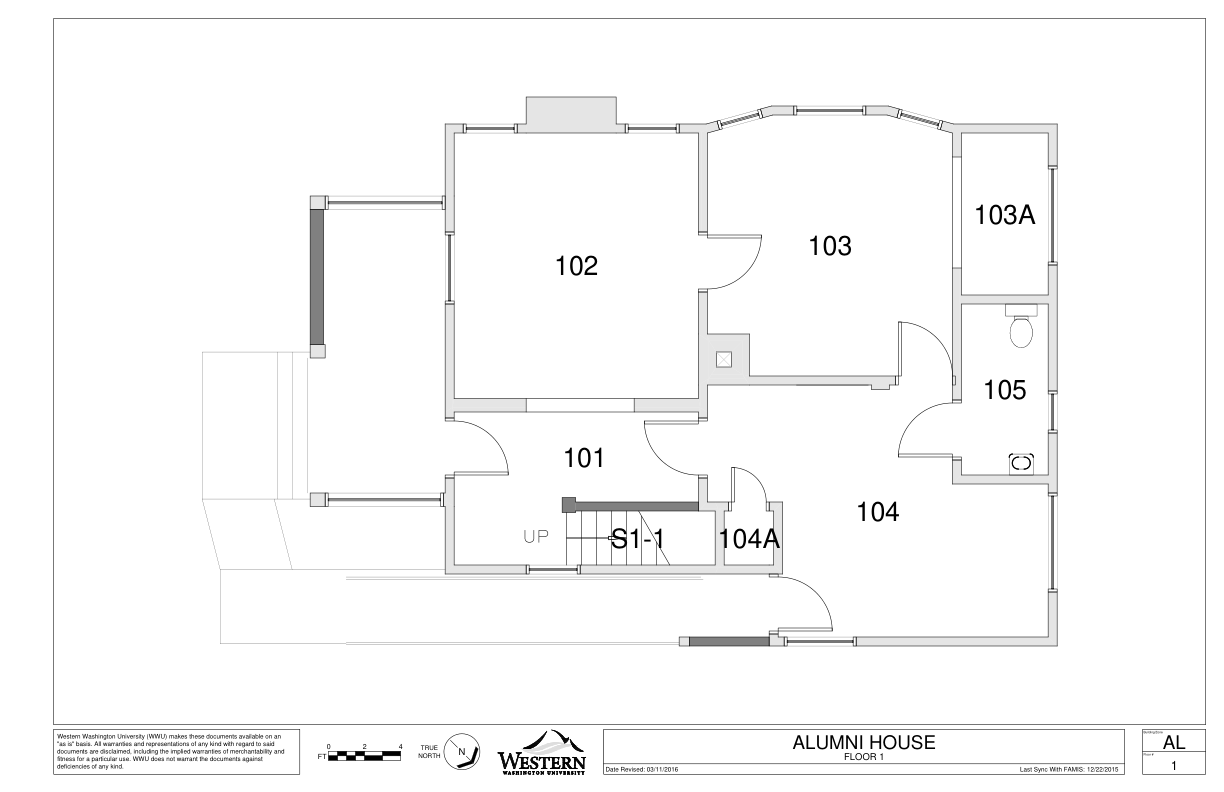 103A
103
102
105
101
104
UP
S1-1
104A
Western Washington University (WWU) makes these documents available on an
"as is" basis. All warranties and representations of any kind with regard to said
documents are disclaimed, including the implied warranties of merchantability and
fitness for a particular use. WWU does not warrant the documents against
deficiencies of any kind.
0 2 4
FT
TRUE
NORTH
N
WESTERN
WASHINGTON UNIVERSITY
ALUMNI HOUSE
FLOOR 1
Date Revised: 03/11/2016
Last Sync With FAMIS: 12/22/2015
AL
1